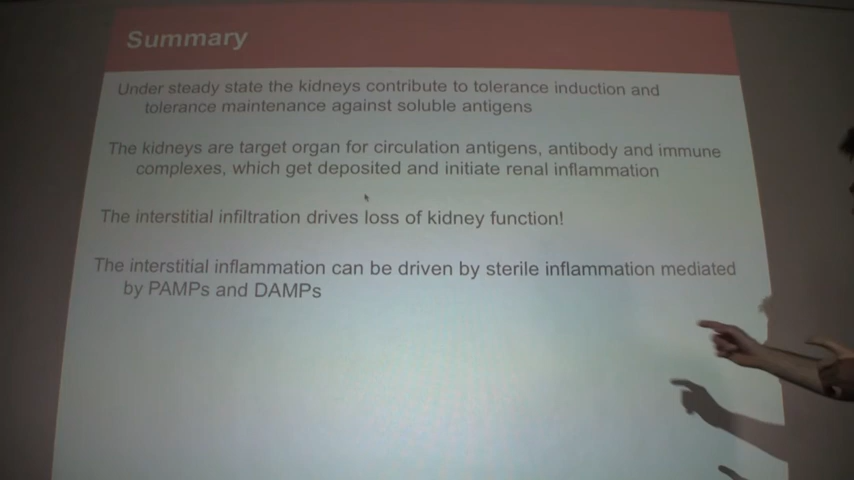 Summary
Under steady state the kidneys contribute to tolerance induction and
tolerance maintenance against soluble antigens
The kidneys are target organ for circulation antigens, antibody and immune
complexes, which get deposited and initiate renal inflammation
The interstitial infiltration drives loss of kidney function!
The interstitial inflammation can be driven by sterile inflammation mediated
by PAMPs and DAMPs